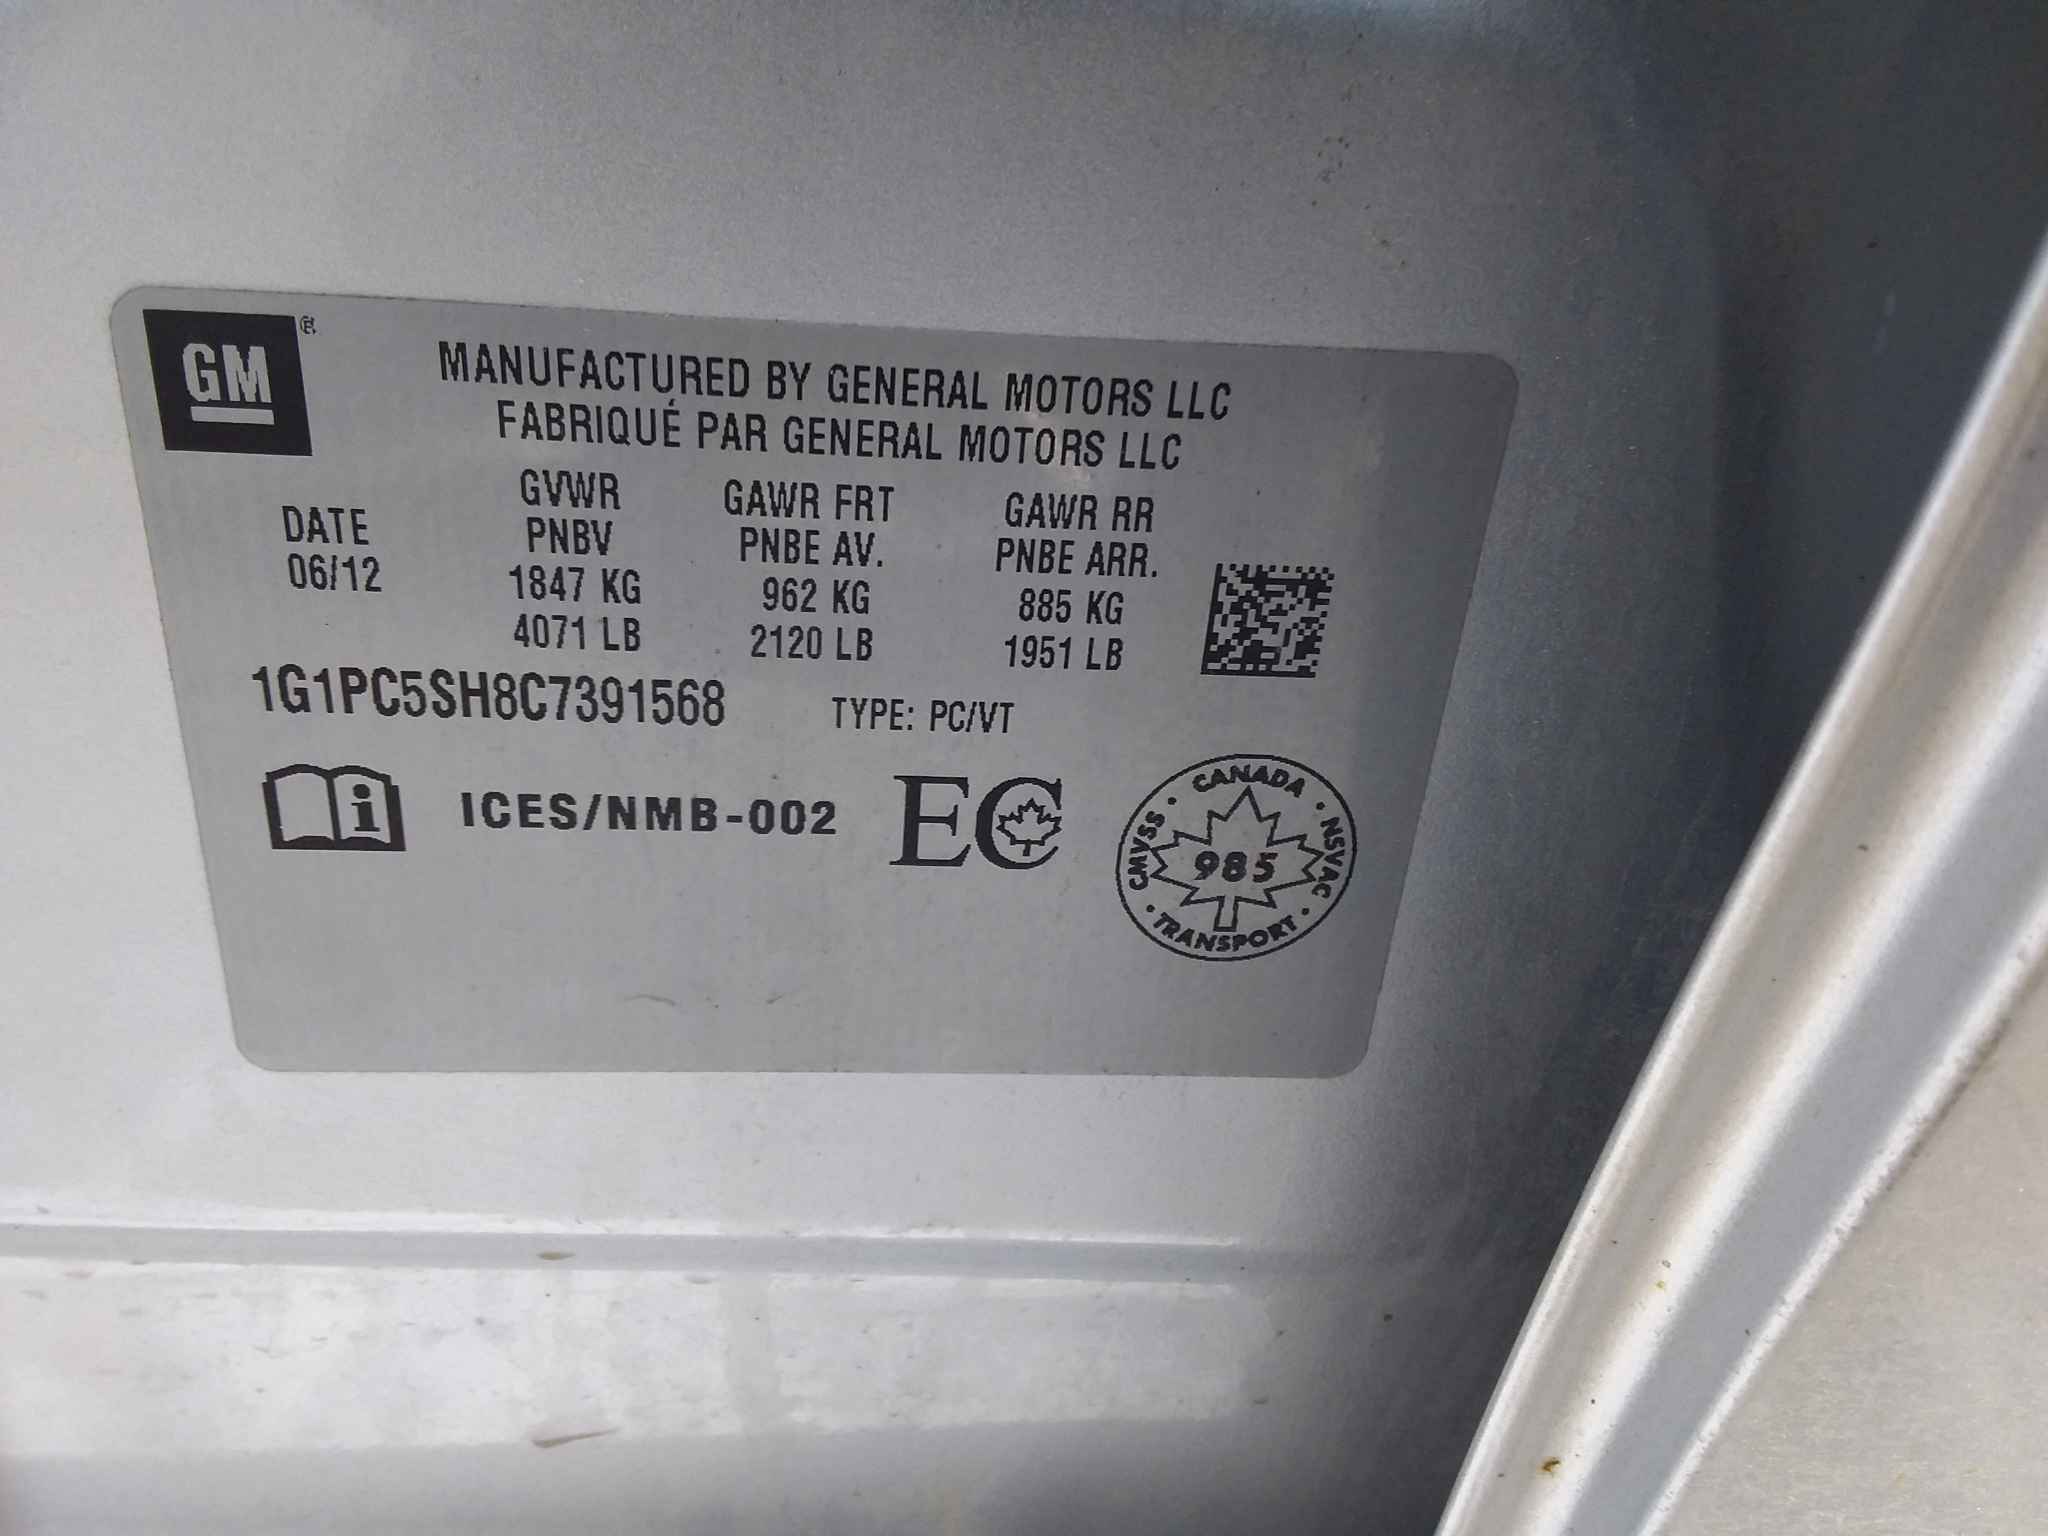 GM ®
MANUFACTURED BY GENERAL MOTORS LLC
FABRIQUÉ PAR GENERAL MOTORS LLC
GVWR GAWR FRT GAWR RR
DATE PNBV PNBE AV. PNBE ARR.
06/12 1847 KG 962 KG 885 KG
4071 LB 2120 LB 1951 LB
1G1PC5SH8C7391568 TYPE: PC/VT
i ICES/NMB-002 EC
CANADA · NSVAC · TRANSPORT · CMVSS ·
985